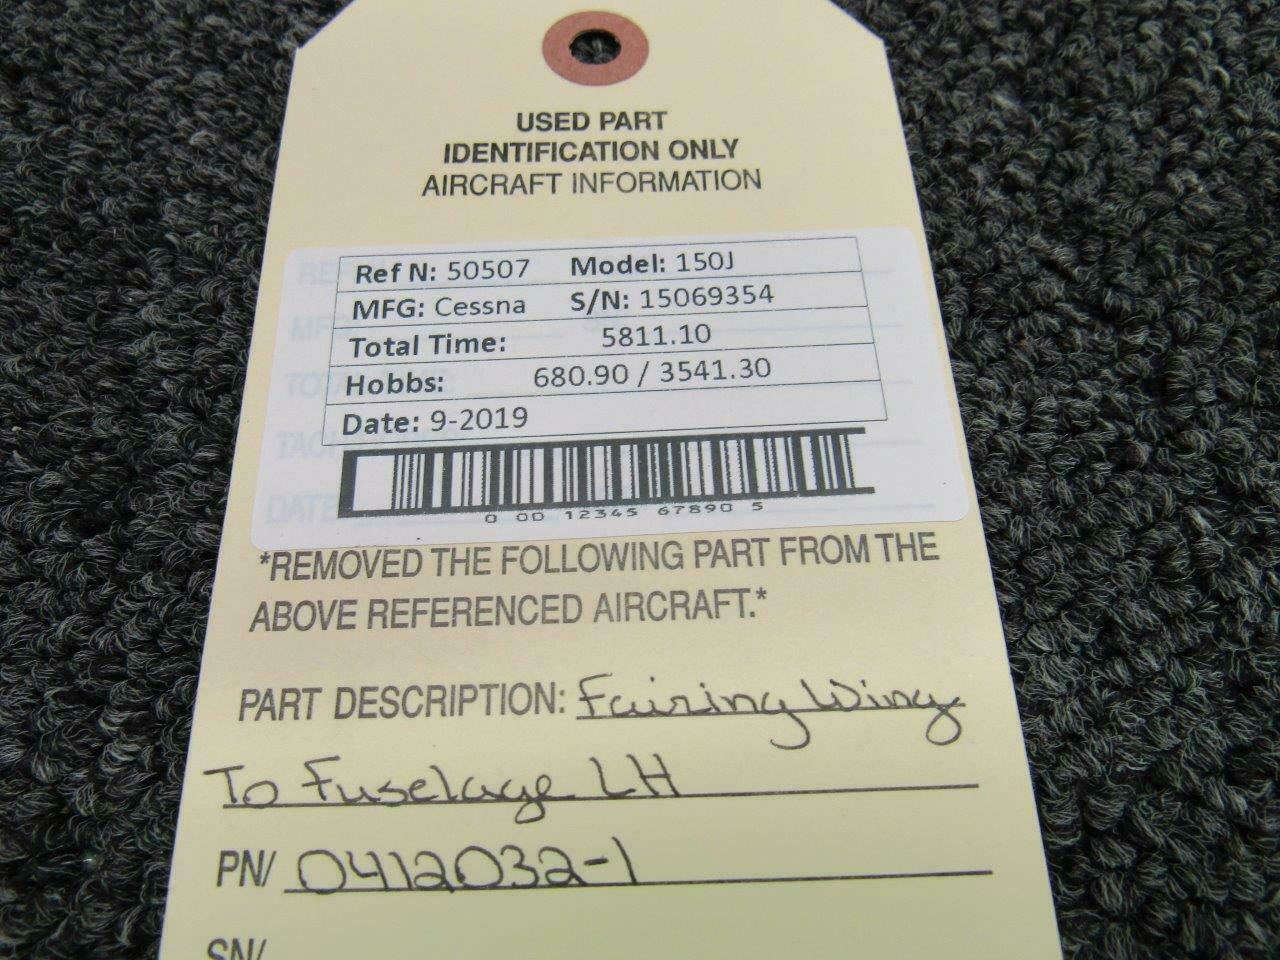 USED PART
IDENTIFICATION ONLY
AIRCRAFT INFORMATION
Ref N: 50507 Model: 150J
MFG: Cessna S/N: 15069354
Total Time: 5811.10
Hobbs: 680.90 / 3541.30
Date: 9-2019
0 00 12345 67890 5
*REMOVED THE FOLLOWING PART FROM THE
ABOVE REFERENCED AIRCRAFT.*
PART DESCRIPTION: Fairing Wing
To Fuselage LH
PN/ 0412032-1
SN/